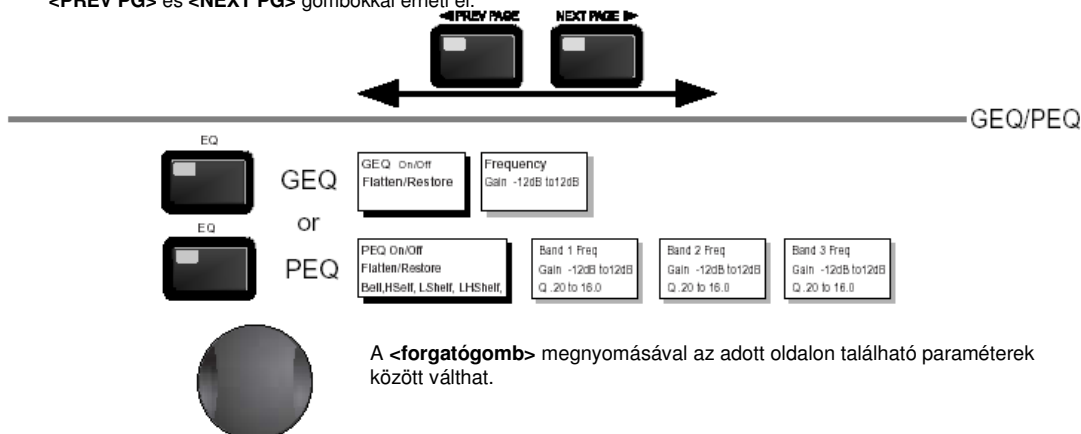 <PREV PG> és <NEXT PG> gombokkal érheti el.
PREV PAGE NEXT PAGE
GEQ/PEQ
EQ
GEQ
GEQ On/Off
Flatten/Restore
Frequency
Gain -12dB to12dB
or
EQ
PEQ
PEQ On/Off
Flatten/Restore
Bell,HSelf, LShelf, LHShelf,
Band 1 Freq
Gain -12dB to12dB
Q .20 to 16.0
Band 2 Freq
Gain -12dB to12dB
Q .20 to 16.0
Band 3 Freq
Gain -12dB to12dB
Q .20 to 16.0
A <forgatógomb> megnyomásával az adott oldalon található paraméterek
között válthat.